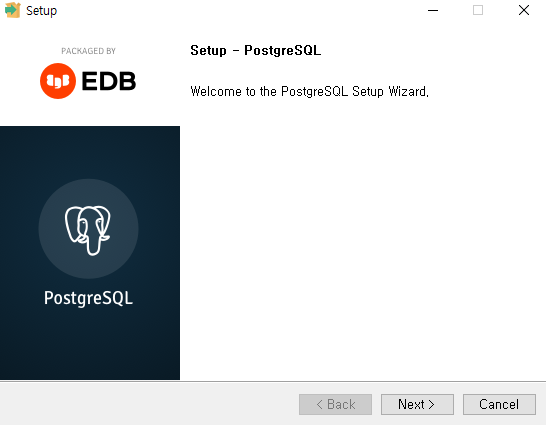 Setup
PACKAGED BY
EDB
Setup - PostgreSQL
Welcome to the PostgreSQL Setup Wizard.
PostgreSQL
< Back
Next >
Cancel